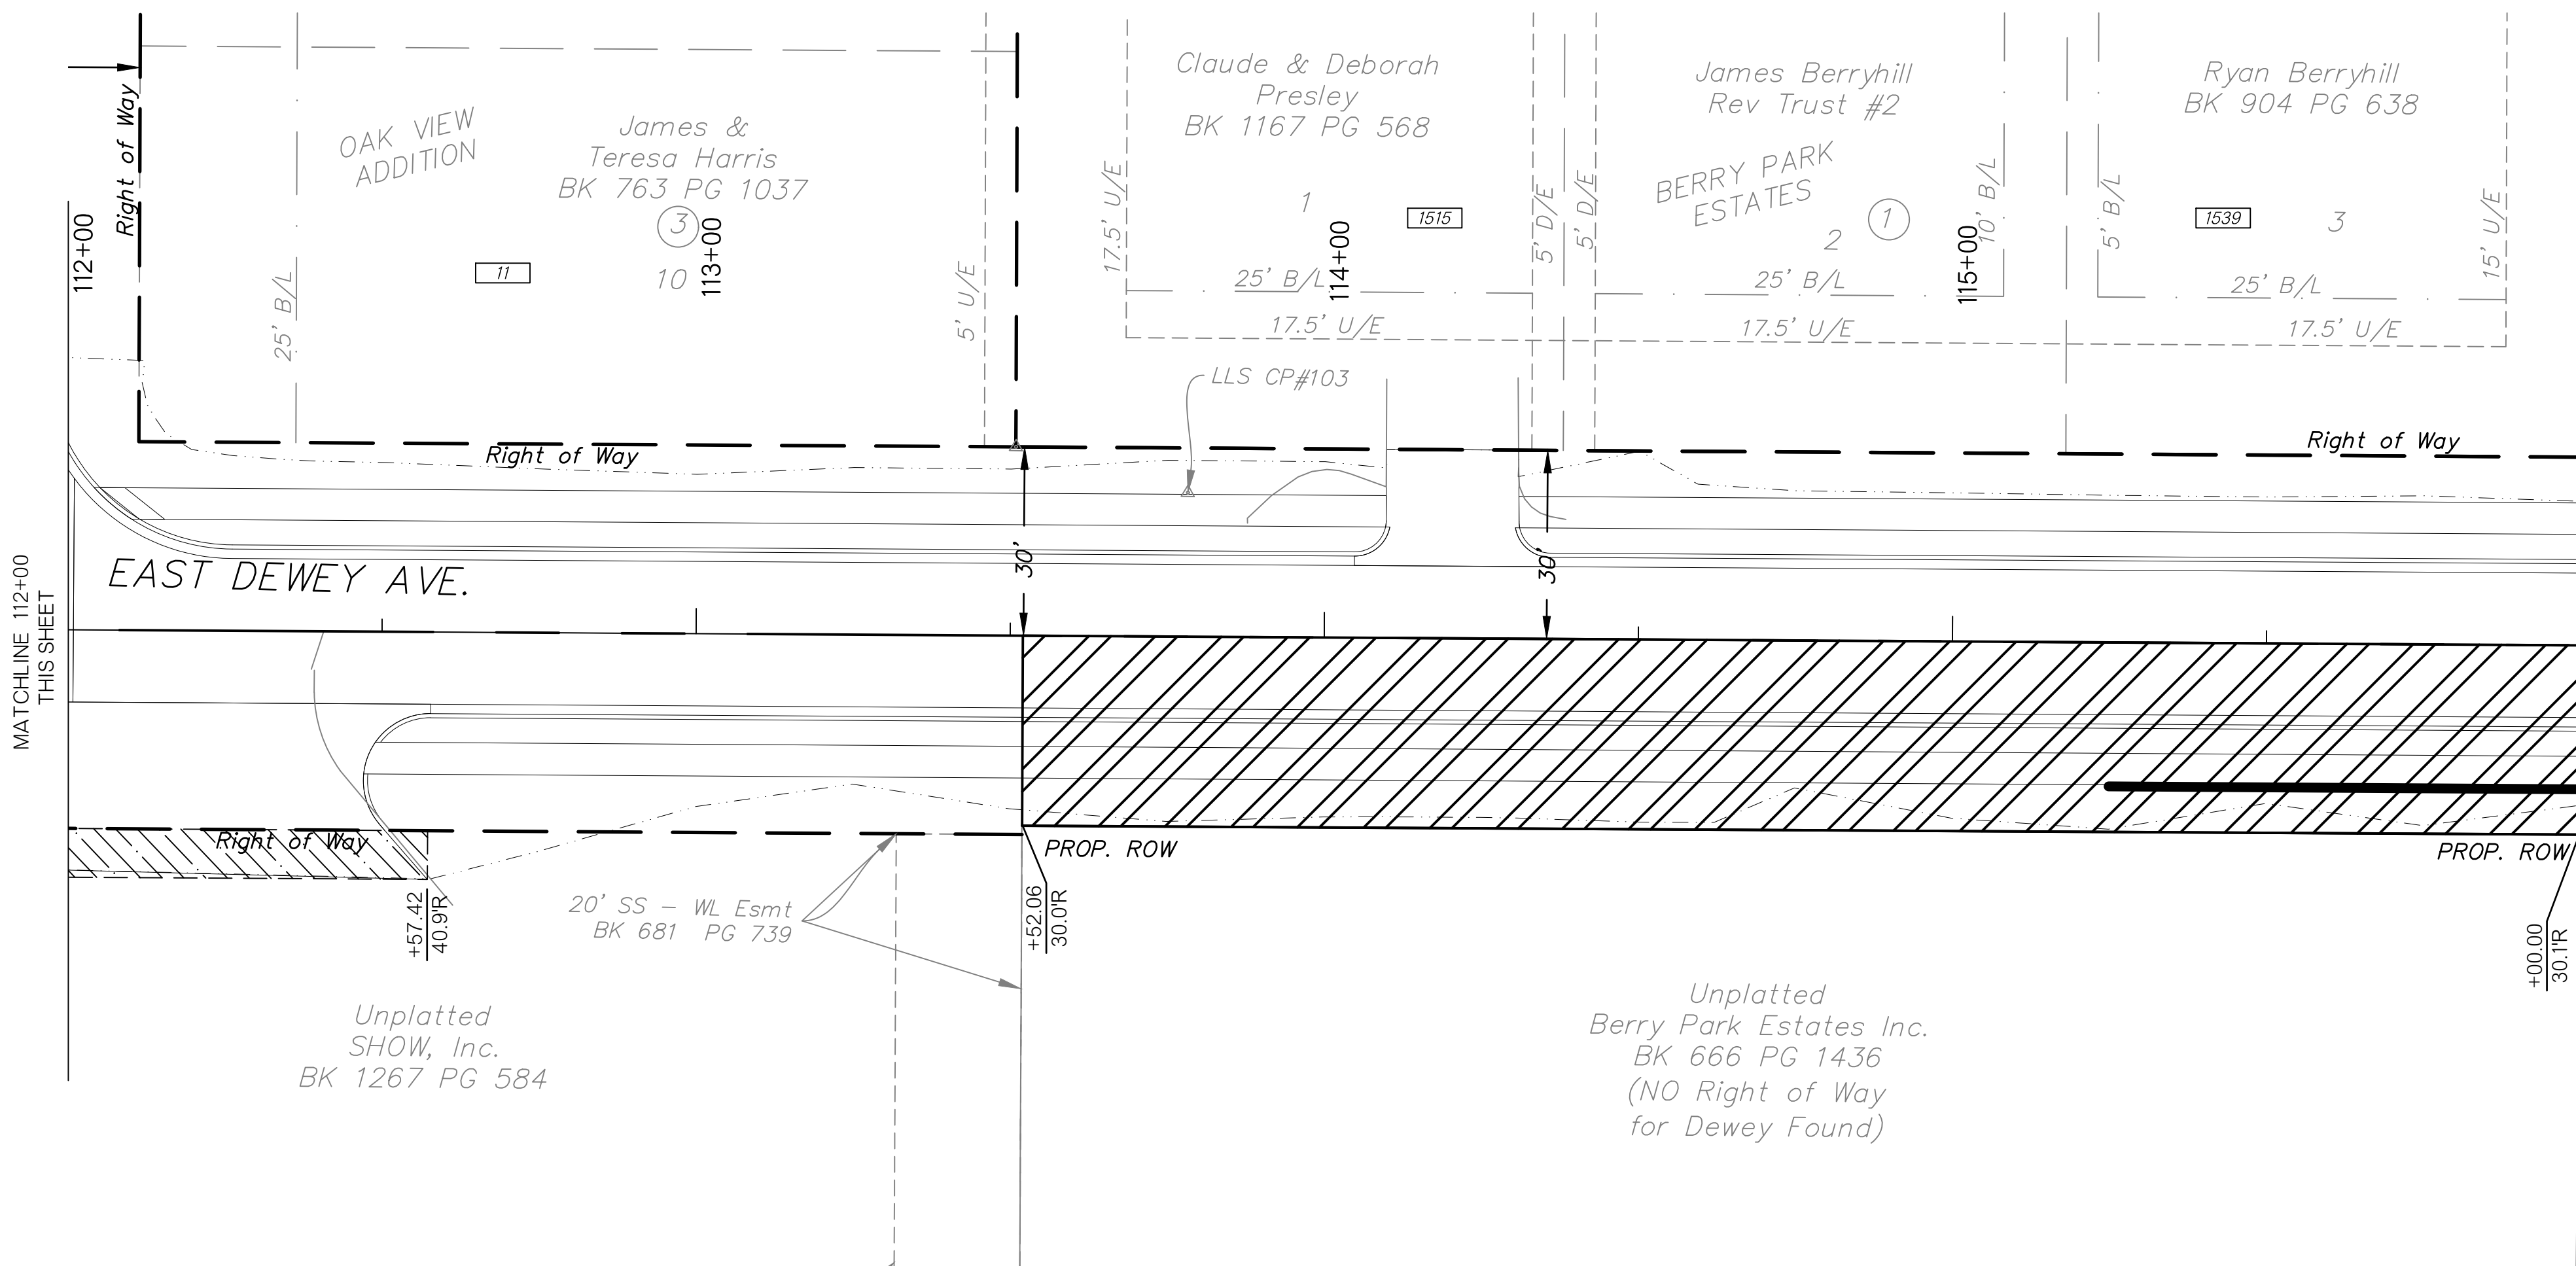 Right of Way
112+00
OAK VIEW
ADDITION
James &
Teresa Harris
BK 763 PG 1037
3
10
113+00
11
25' B/L
5' U/E
Claude & Deborah
Presley
BK 1167 PG 568
1
114+00
1515
17.5' U/E
25' B/L
17.5' U/E
5' D/E
5' D/E
James Berryhill
Rev Trust #2
BERRY PARK
ESTATES
1
2
115+00
10' B/L
25' B/L
17.5' U/E
Ryan Berryhill
BK 904 PG 638
5' B/L
1539
3
15' U/E
25' B/L
17.5' U/E
LLS CP#103
Right of Way
Right of Way
30'
30'
EAST DEWEY AVE.
MATCHLINE 112+00
THIS SHEET
Right of Way
PROP. ROW
PROP. ROW
+57.42
40.9'R
20' SS – WL Esmt
BK 681 PG 739
+52.06
30.0'R
+00.00
30.1'R
Unplatted
SHOW, Inc.
BK 1267 PG 584
Unplatted
Berry Park Estates Inc.
BK 666 PG 1436
(NO Right of Way
for Dewey Found)